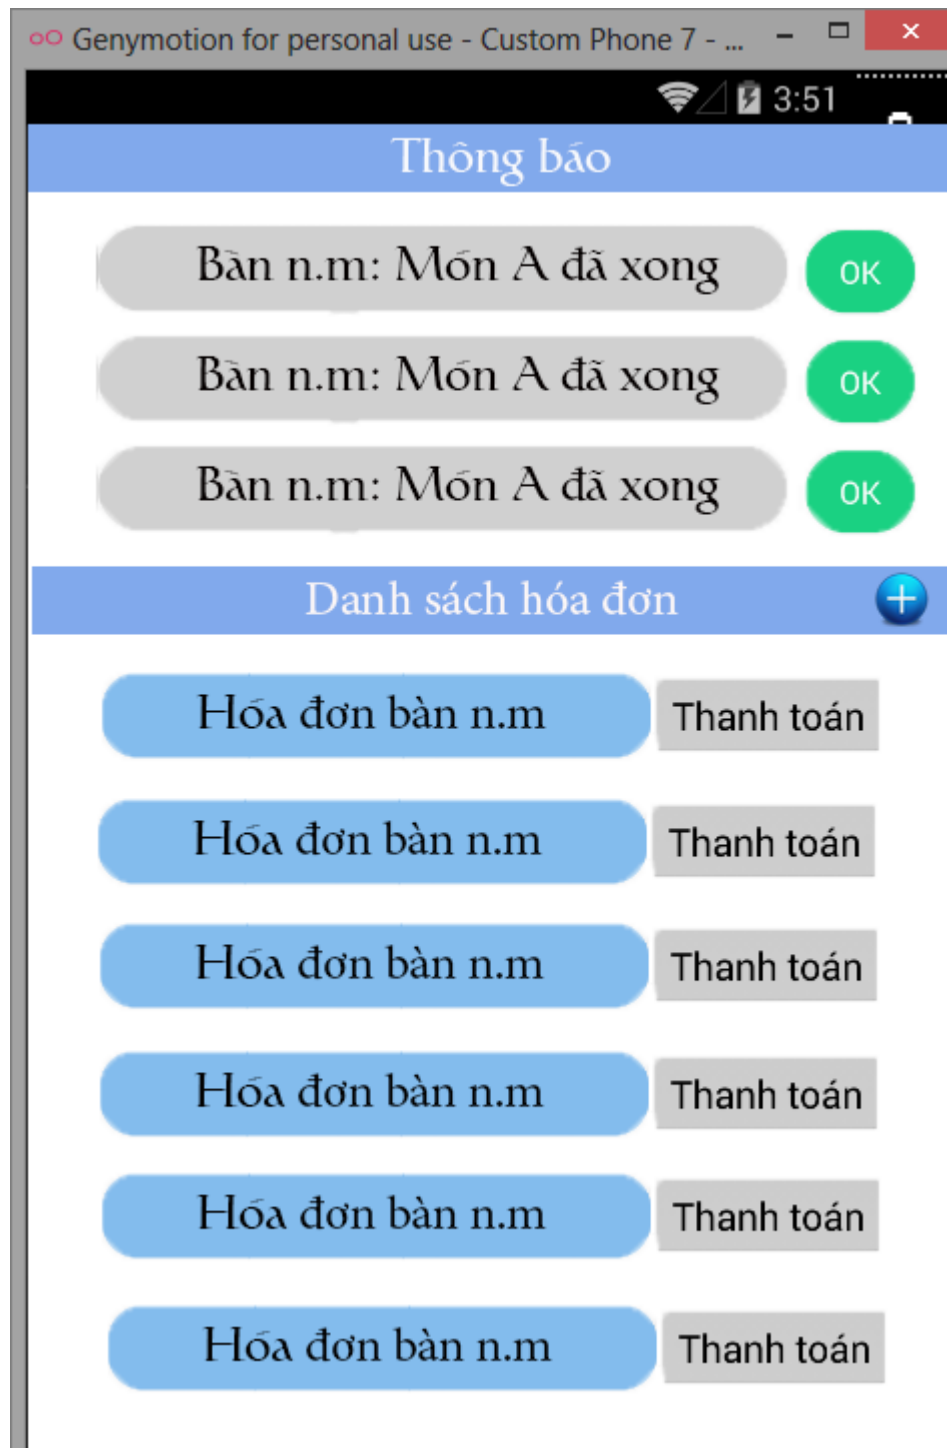 Genymotion for personal use - Custom Phone 7 - ...
3:51
Thông báo
Bàn n.m: Món A đã xong OK
Bàn n.m: Món A đã xong OK
Bàn n.m: Món A đã xong OK
Danh sách hóa đơn
Hóa đơn bàn n.m Thanh toán
Hóa đơn bàn n.m Thanh toán
Hóa đơn bàn n.m Thanh toán
Hóa đơn bàn n.m Thanh toán
Hóa đơn bàn n.m Thanh toán
Hóa đơn bàn n.m Thanh toán